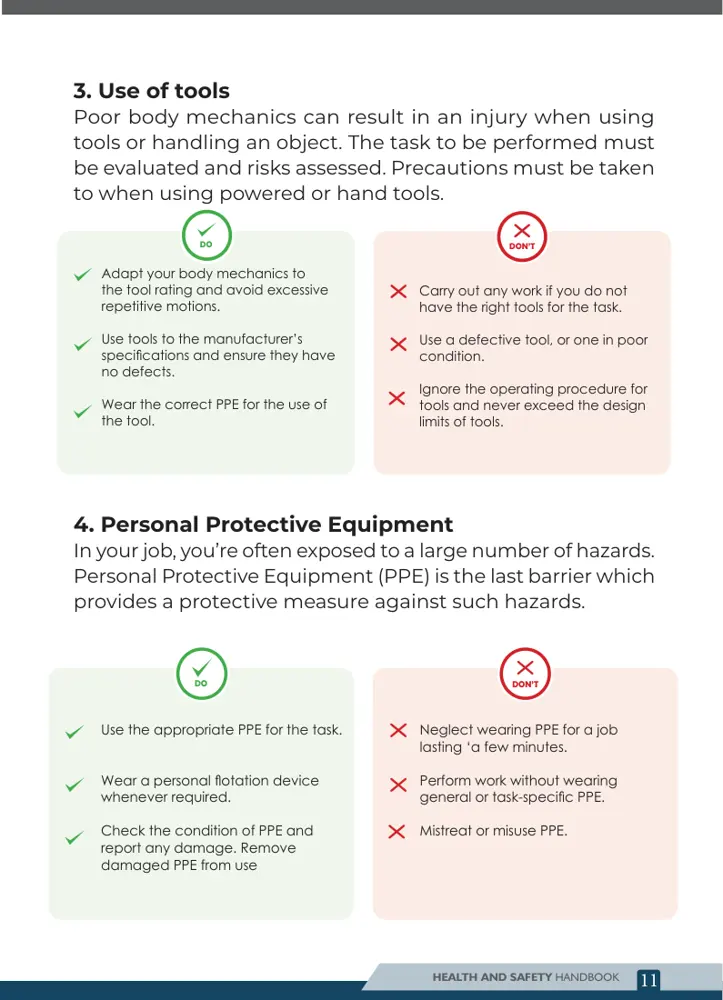 3. Use of tools
Poor body mechanics can result in an injury when using
tools or handling an object. The task to be performed must
be evaluated and risks assessed. Precautions must be taken
to when using powered or hand tools.
DO
Adapt your body mechanics to
the tool rating and avoid excessive
repetitive motions.
Use tools to the manufacturer’s
specifications and ensure they have
no defects.
Wear the correct PPE for the use of
the tool.
DON'T
Carry out any work if you do not
have the right tools for the task.
Use a defective tool, or one in poor
condition.
Ignore the operating procedure for
tools and never exceed the design
limits of tools.
4. Personal Protective Equipment
In your job, you’re often exposed to a large number of hazards.
Personal Protective Equipment (PPE) is the last barrier which
provides a protective measure against such hazards.
DO
Use the appropriate PPE for the task.
Wear a personal flotation device
whenever required.
Check the condition of PPE and
report any damage. Remove
damaged PPE from use
DON'T
Neglect wearing PPE for a job
lasting ‘a few minutes.
Perform work without wearing
general or task-specific PPE.
Mistreat or misuse PPE.
HEALTH AND SAFETY HANDBOOK 11